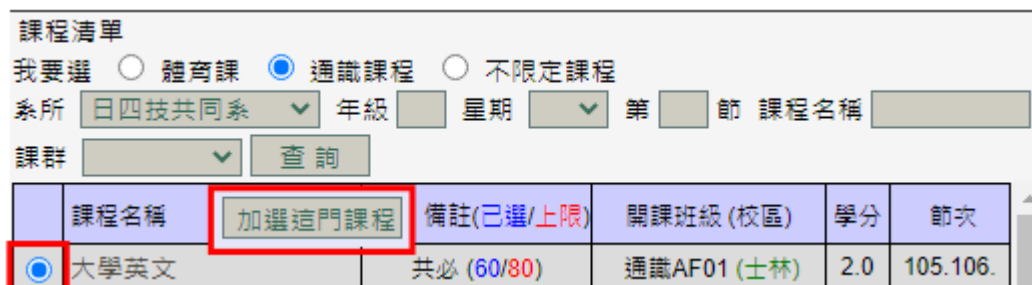 課程清單
我要選 體育課 通識課程 不限定課程
系所 日四技共同系 年級 星期 第 節 課程名稱
課群 查詢
課程名稱 加選這門課程 備註(已選/上限) 開課班級(校區) 學分 節次
大學英文 共必 (60/80) 通識AF01 (士林) 2.0 105.106.